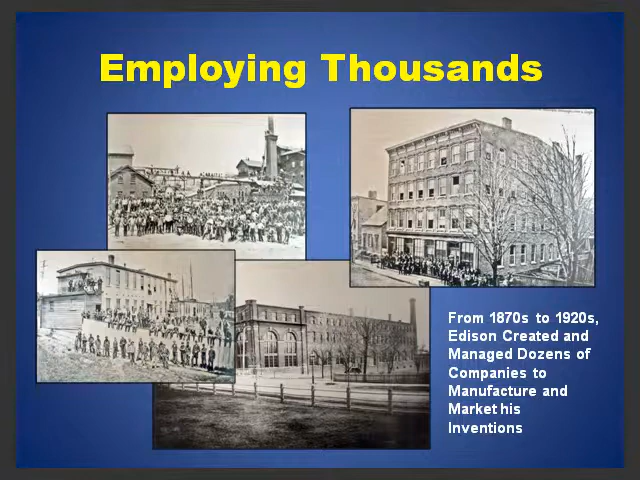 Employing Thousands
From 1870s to 1920s,
Edison Created and
Managed Dozens of
Companies to
Manufacture and
Market his
Inventions